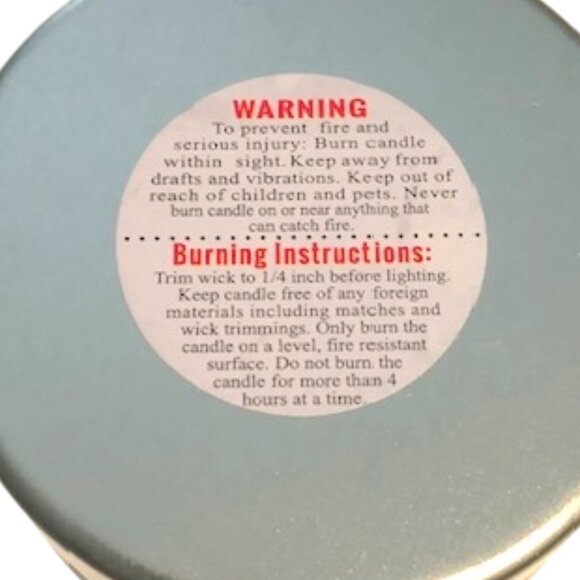 WARNING
To prevent fire and
serious injury: Burn candle
within sight. Keep away from
drafts and vibrations. Keep out of
reach of children and pets. Never
burn candle on or near anything that
can catch fire.
Burning Instructions:
Trim wick to 1/4 inch before lighting.
Keep candle free of any foreign
materials including matches and
wick trimmings. Only burn the
candle on a level, fire resistant
surface. Do not burn the
candle for more than 4
hours at a time.